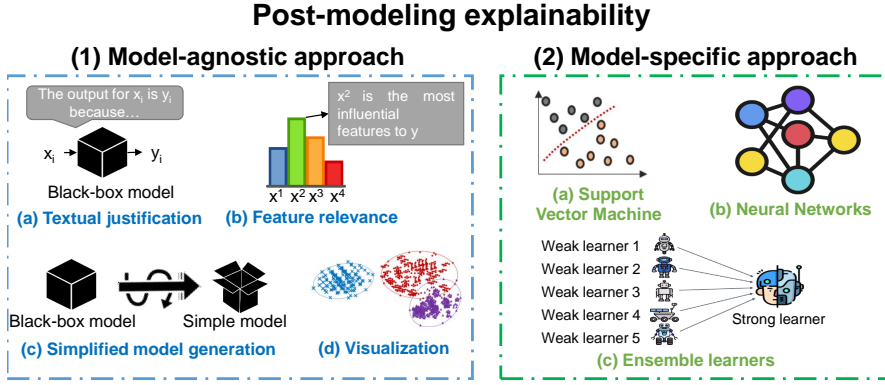 Post-modeling explainability
(1) Model-agnostic approach
The output for xᵢ is yᵢ
because…
xᵢ
yᵢ
Black-box model
(a) Textual justification
x² is the most
influential
features to y
x¹ x² x³ x⁴
(b) Feature relevance
Black-box model
Simple model
(c) Simplified model generation
(d) Visualization
(2) Model-specific approach
(a) Support
Vector Machine
(b) Neural Networks
Weak learner 1
Weak learner 2
Weak learner 3
Weak learner 4
Weak learner 5
Strong learner
(c) Ensemble learners